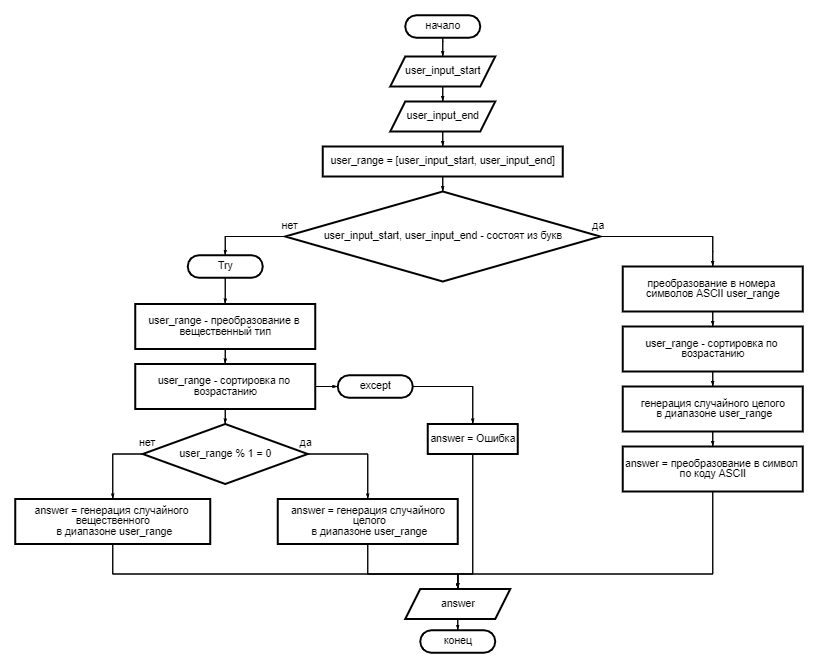 начало
user_input_start
user_input_end
user_range = [user_input_start, user_input_end]
нет
user_input_start, user_input_end - состоят из букв
да
Try
преобразование в номера
символов ASCII user_range
user_range - преобразование в
вещественный тип
user_range - сортировка по
возрастанию
user_range - сортировка по
возрастанию
except
генерация случайного целого
в диапазоне user_range
answer = Ошибка
нет
user_range % 1 = 0
да
answer = преобразование в символ
по коду ASCII
answer = генерация случайного
вещественного
в диапазоне user_range
answer = генерация случайного
целого
в диапазоне user_range
answer
конец